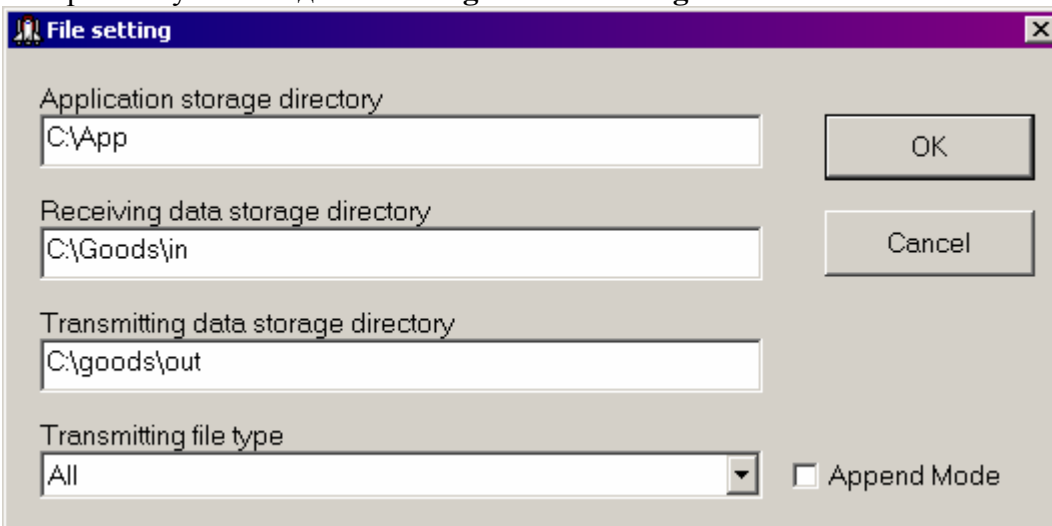 File setting
Application storage directory
C:\App
OK
Receiving data storage directory
C:\Goods\in
Cancel
Transmitting data storage directory
C:\goods\out
Transmitting file type
All
Append Mode